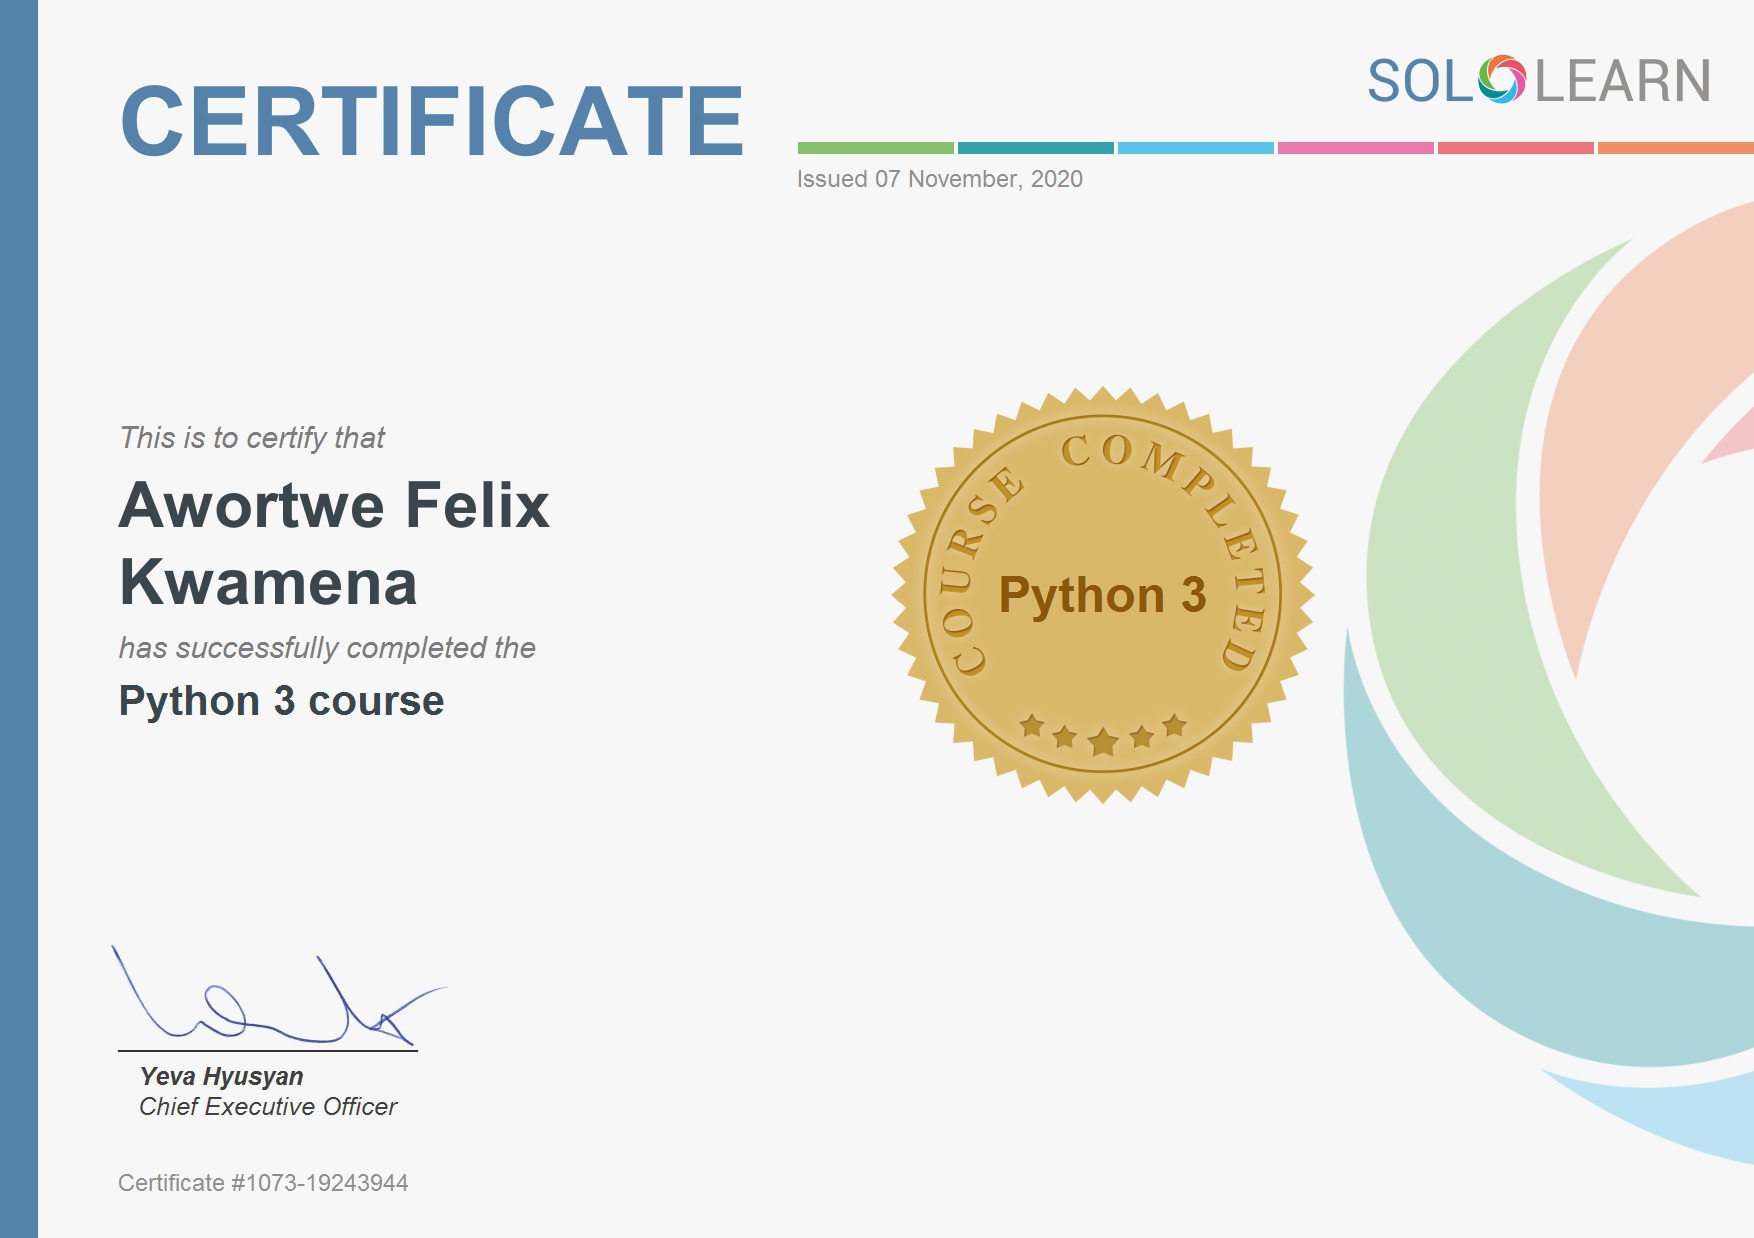 CERTIFICATE
SOLOLEARN
Issued 07 November, 2020
This is to certify that
Awortwe Felix
Kwamena
has successfully completed the
Python 3 course
COURSE COMPLETED
Python 3
Yeva Hyusyan
Chief Executive Officer
Certificate #1073-19243944